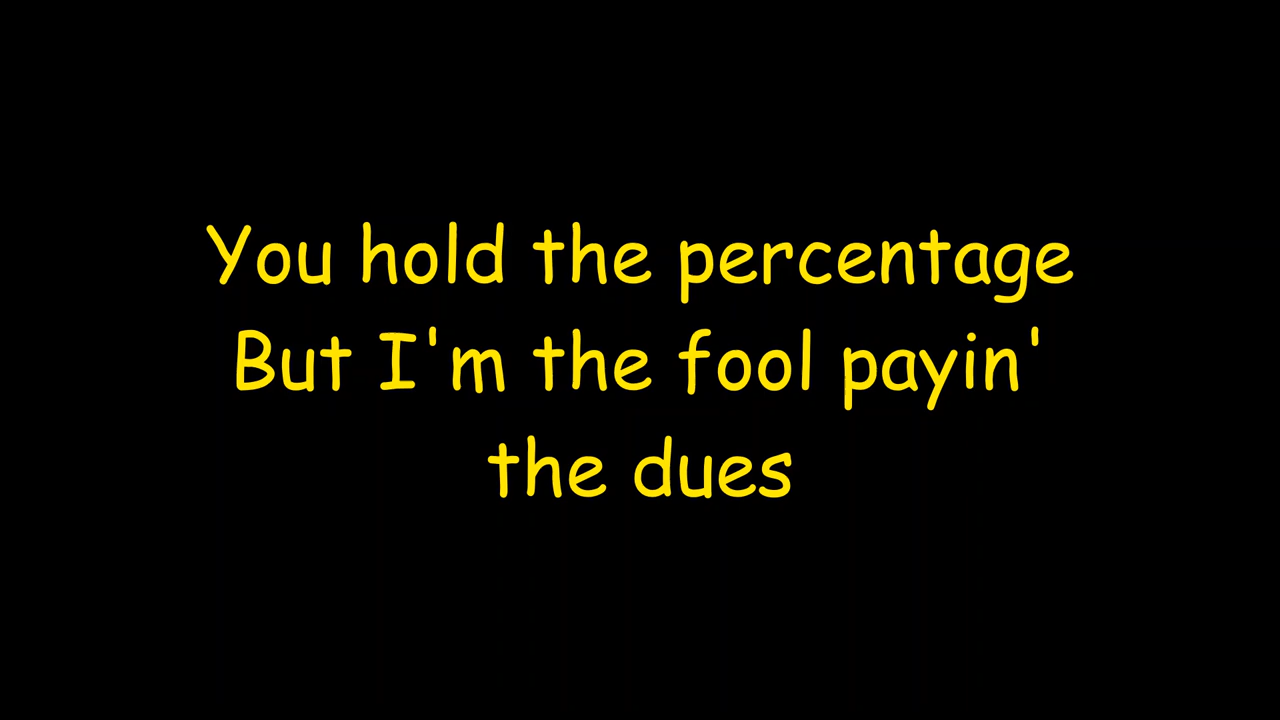 You hold the percentage
But I'm the fool payin'
the dues